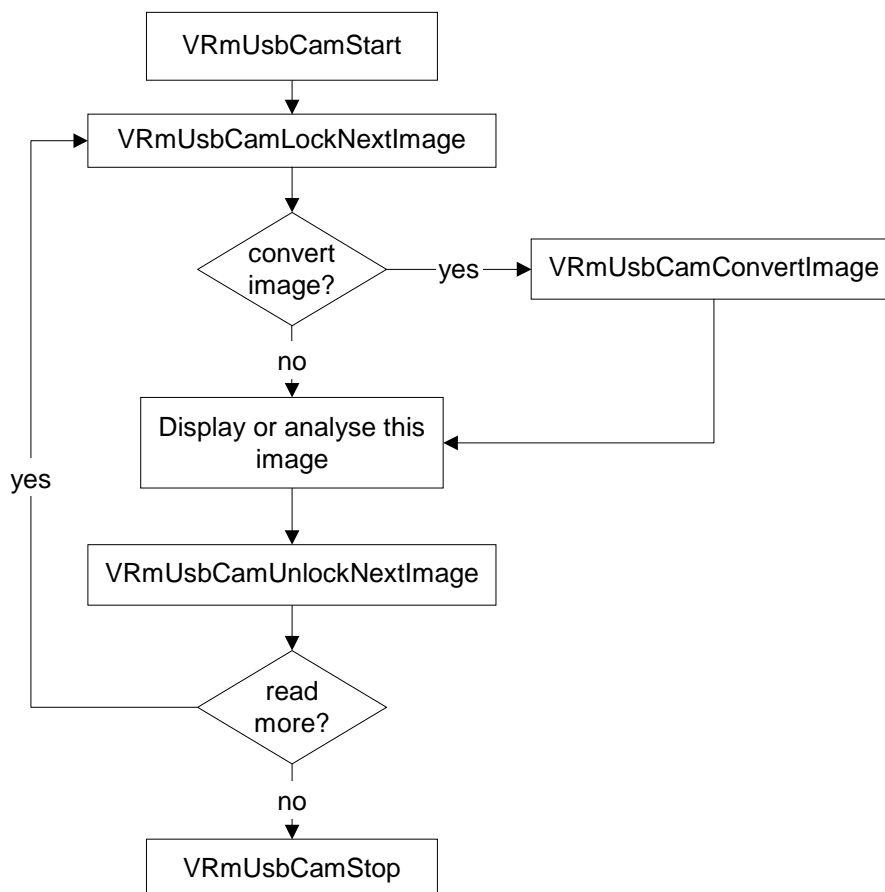 VRmUsbCamStart
VRmUsbCamLockNextImage
convert
image?
yes
VRmUsbCamConvertImage
no
Display or analyse this
image
yes
VRmUsbCamUnlockNextImage
read
more?
no
VRmUsbCamStop